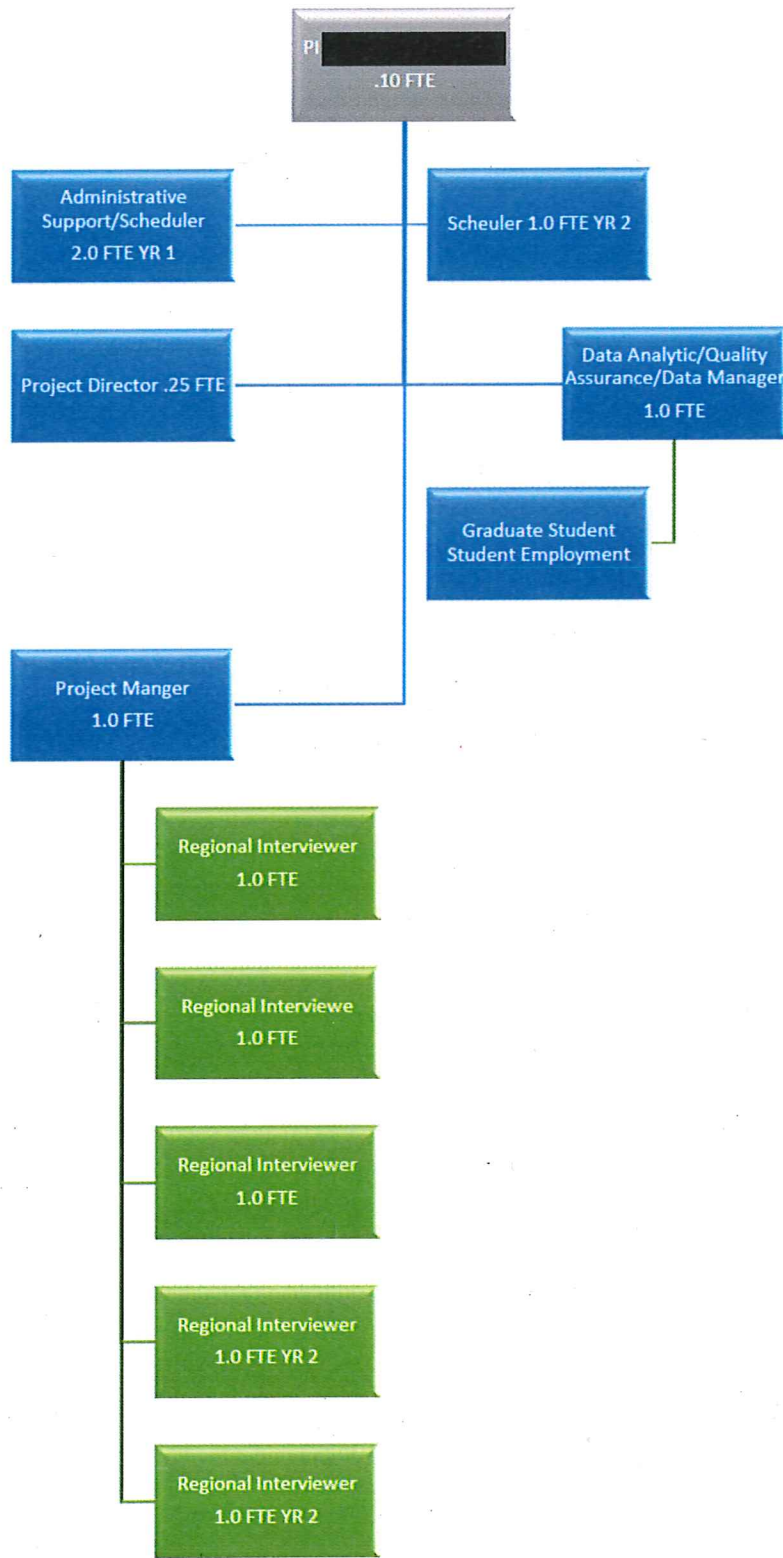 PI
.10 FTE
Administrative
Support/Scheduler
2.0 FTE YR 1
Scheuler 1.0 FTE YR 2
Project Director .25 FTE
Data Analytic/Quality
Assurance/Data Manager
1.0 FTE
Graduate Student
Student Employment
Project Manger
1.0 FTE
Regional Interviewer
1.0 FTE
Regional Interviewe
1.0 FTE
Regional Interviewer
1.0 FTE
Regional Interviewer
1.0 FTE YR 2
Regional Interviewer
1.0 FTE YR 2